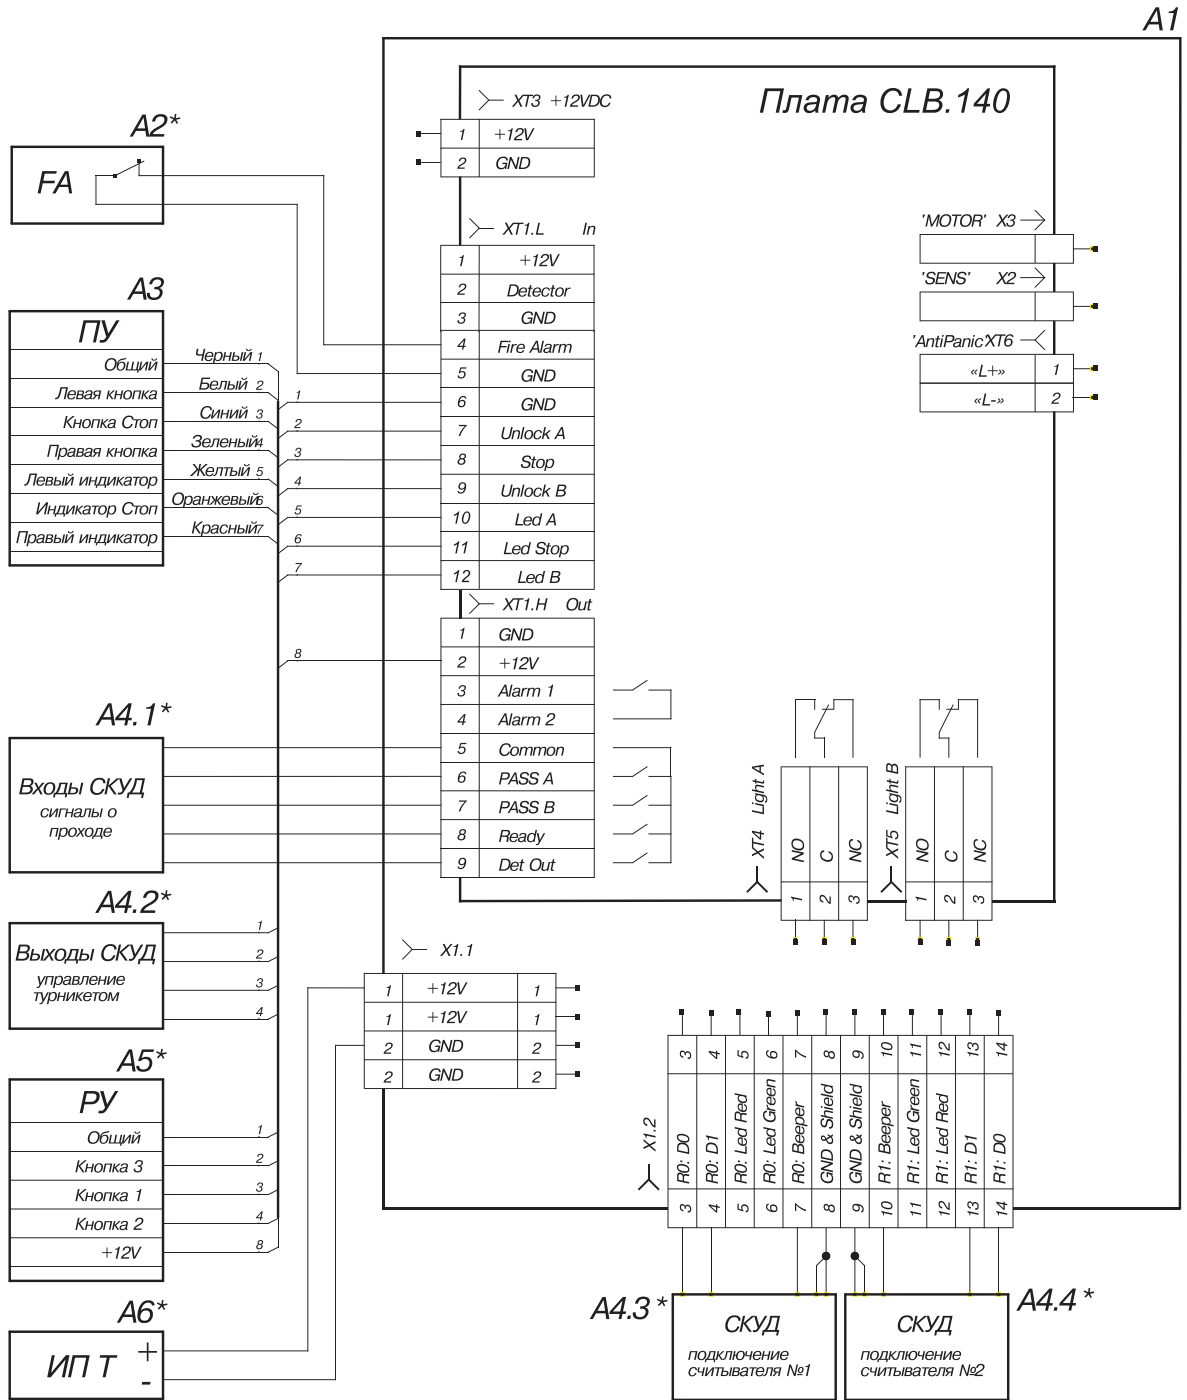 A1
Плата CLB.140
XT3 +12VDC
1 +12V
2 GND
A2*
FA
XT1.L In
1 +12V
2 Detector
3 GND
4 Fire Alarm
5 GND
6 GND
7 Unlock A
8 Stop
9 Unlock B
10 Led A
11 Led Stop
12 Led B
'MOTOR' X3
'SENS' X2
'AntiPanic' XT6
«L+» 1
«L-» 2
A3
ПУ
Общий Черный 1
Левая кнопка Белый 2
Кнопка Стоп Синий 3
Правая кнопка Зеленый 4
Левый индикатор Желтый 5
Индикатор Стоп Оранжевый 6
Правый индикатор Красный 7
1
2
3
4
5
6
7
XT1.H Out
1 GND
8
2 +12V
3 Alarm 1
4 Alarm 2
5 Common
6 PASS A
7 PASS B
8 Ready
9 Det Out
A4.1*
Входы СКУД
сигналы о
проходе
XT4 Light A
NO 1
C 2
NC 3
XT5 Light B
NO 1
C 2
NC 3
A4.2*
Выходы СКУД
управление
турникетом
1
2
3
4
X1.1
1 +12V 1
1 +12V 1
2 GND 2
2 GND 2
A5*
РУ
Общий 1
Кнопка 3 2
Кнопка 1 3
Кнопка 2 4
+12V 8
X1.2
3 R0: D0 3
4 R0: D1 4
5 R0: Led Red 5
6 R0: Led Green 6
7 R0: Beeper 7
8 GND & Shield 8
9 GND & Shield 9
10 R1: Beeper 10
11 R1: Led Green 11
12 R1: Led Red 12
13 R1: D1 13
14 R1: D0 14
A6*
ИП Т + -
A4.3*
СКУД
подключение
считывателя №1
A4.4*
СКУД
подключение
считывателя №2